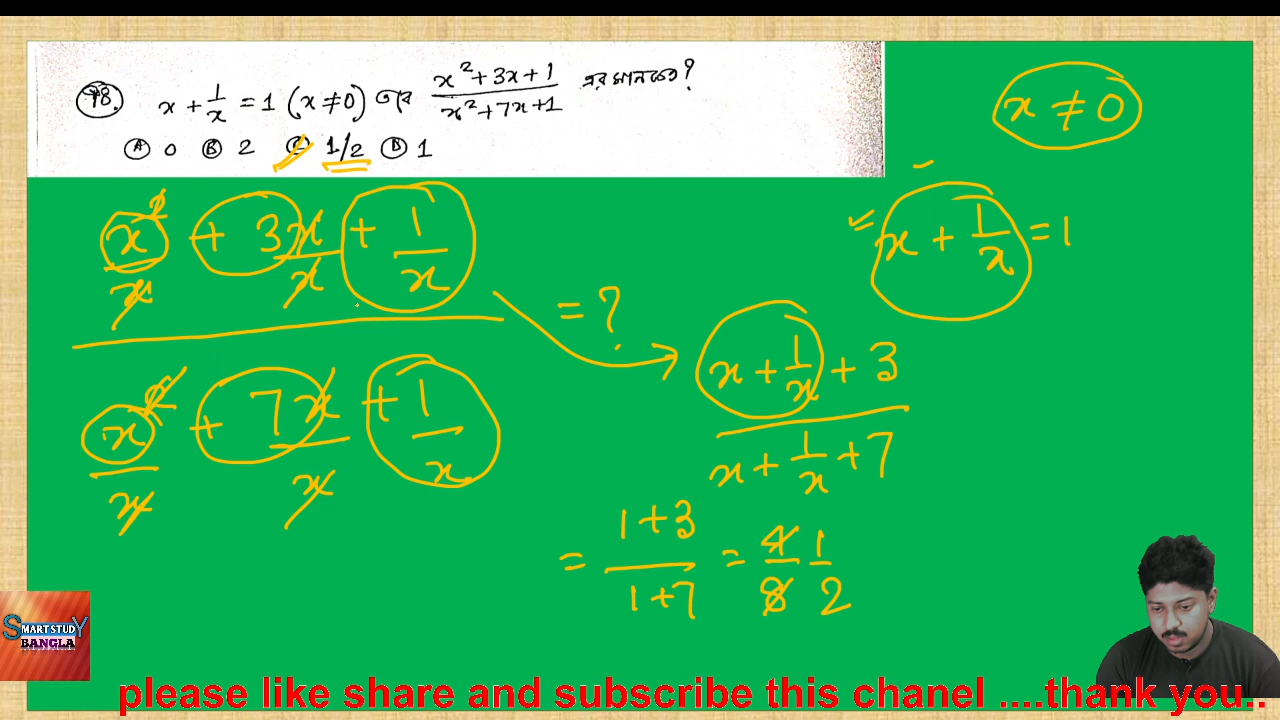 48. x + 1/x = 1 (x ≠ 0) তবে (x² + 3x + 1)/(x² + 7x + 1) এর মান কত?
Ⓐ 0 Ⓑ 2 Ⓒ 1/2 Ⓓ 1
x ≠ 0
x²/x + 3x/x + 1/x
x²/x + 7x/x + 1/x
= ?
x + 1/x = 1
x + 1/x + 3
x + 1/x + 7
= (1+3)/(1+7) = 4/8 1/2
SMART STUDY
BANGLA
please like share and subscribe this chanel ....thank you..